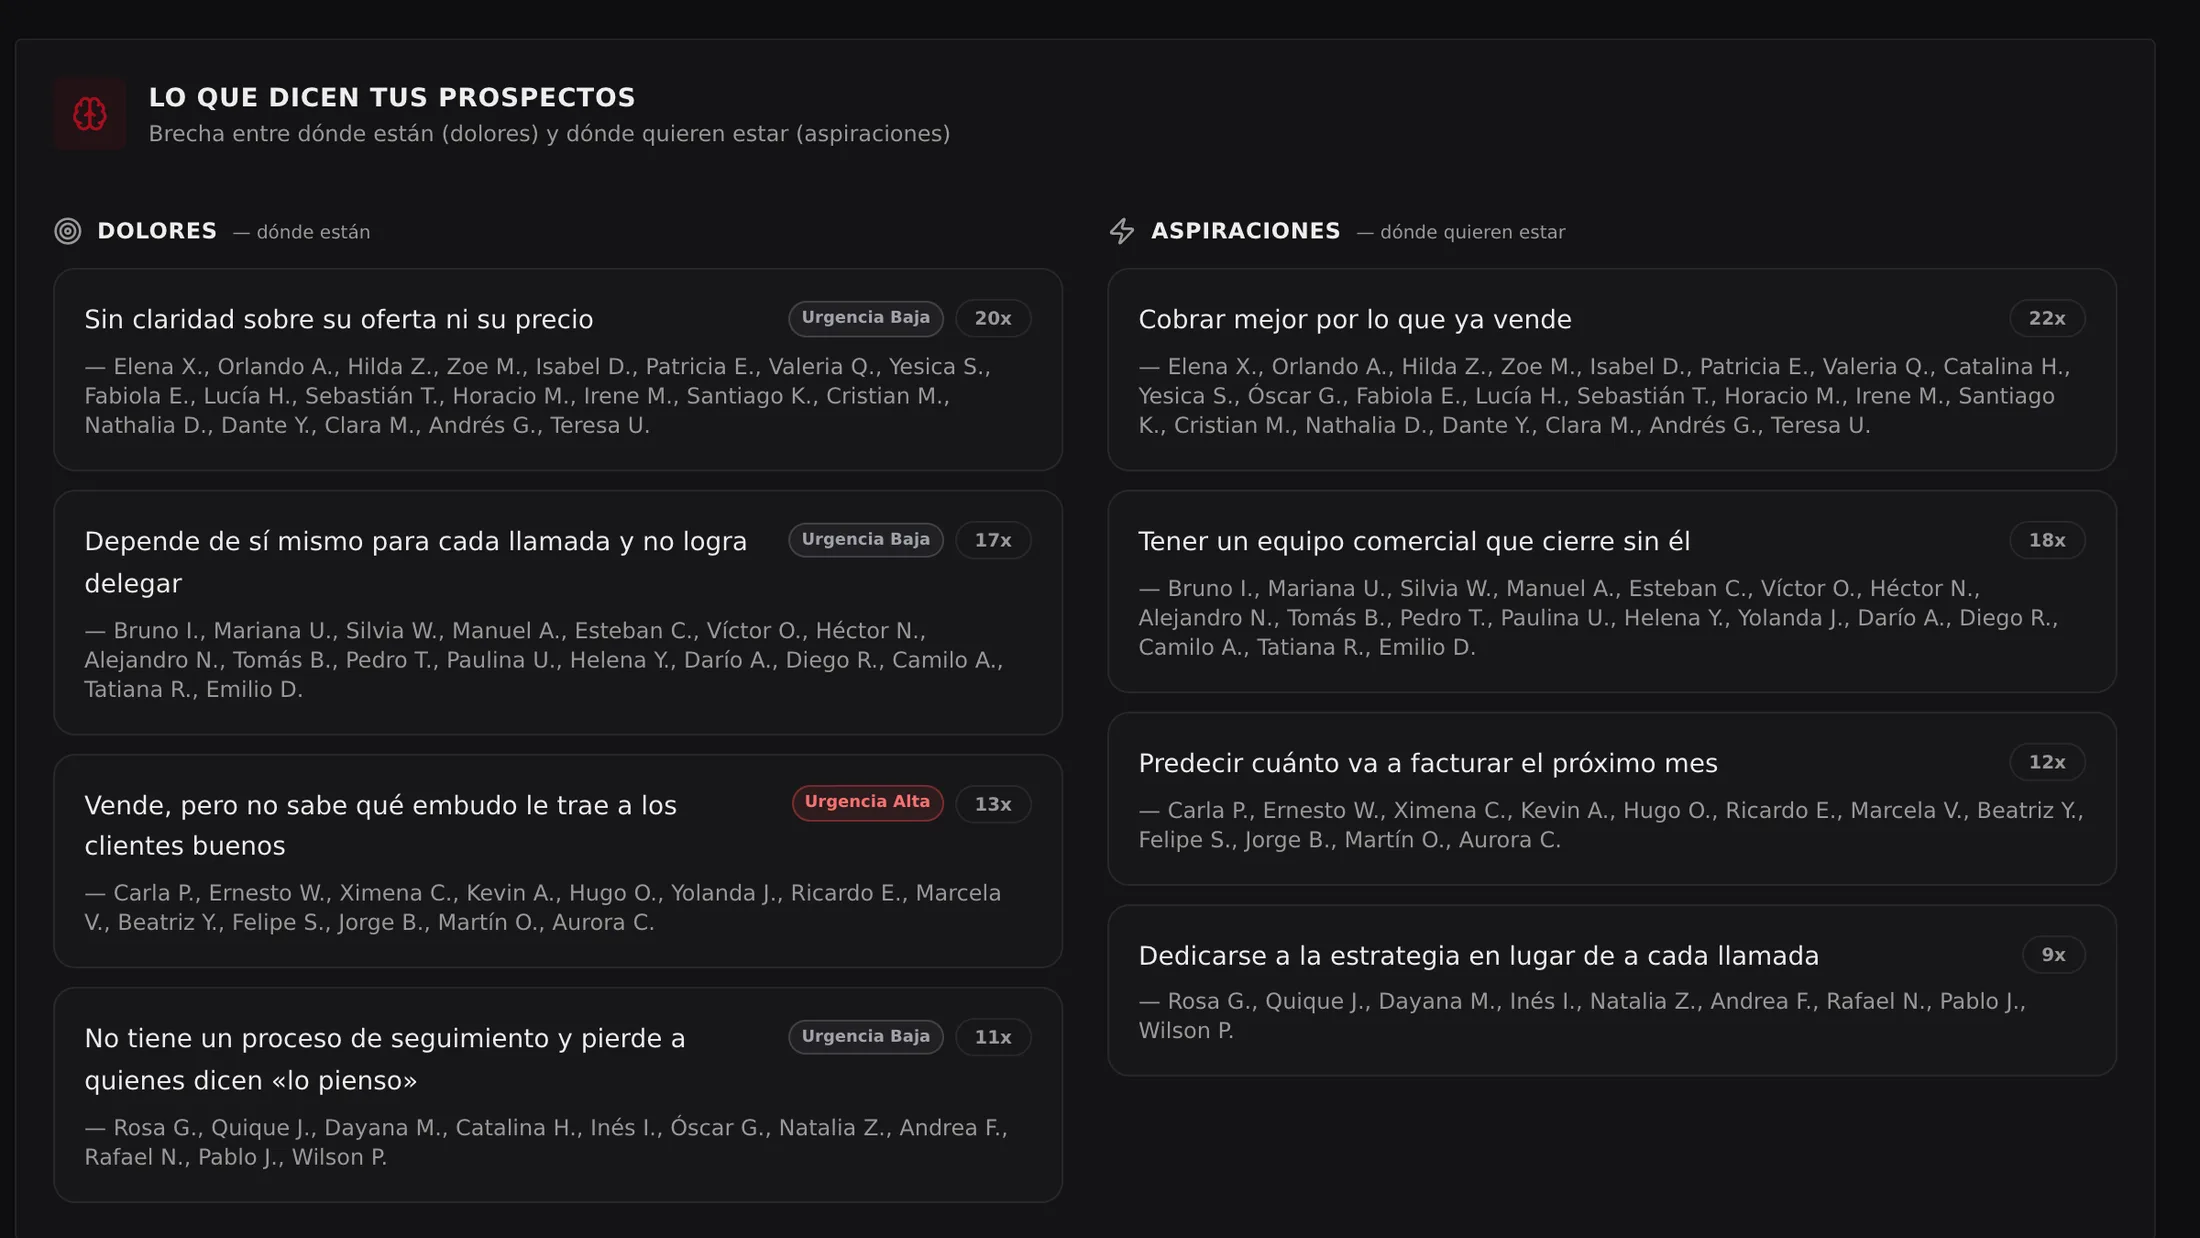 LO QUE DICEN TUS PROSPECTOS
Brecha entre dónde están (dolores) y dónde quieren estar (aspiraciones)
DOLORES — dónde están
Sin claridad sobre su oferta ni su precio
Urgencia Baja
20x
— Elena X., Orlando A., Hilda Z., Zoe M., Isabel D., Patricia E., Valeria Q., Yesica S.,
Fabiola E., Lucía H., Sebastián T., Horacio M., Irene M., Santiago K., Cristian M.,
Nathalia D., Dante Y., Clara M., Andrés G., Teresa U.
Depende de sí mismo para cada llamada y no logra
delegar
Urgencia Baja
17x
— Bruno I., Mariana U., Silvia W., Manuel A., Esteban C., Víctor O., Héctor N.,
Alejandro N., Tomás B., Pedro T., Paulina U., Helena Y., Darío A., Diego R., Camilo A.,
Tatiana R., Emilio D.
Vende, pero no sabe qué embudo le trae a los
clientes buenos
Urgencia Alta
13x
— Carla P., Ernesto W., Ximena C., Kevin A., Hugo O., Yolanda J., Ricardo E., Marcela
V., Beatriz Y., Felipe S., Jorge B., Martín O., Aurora C.
No tiene un proceso de seguimiento y pierde a
quienes dicen «lo pienso»
Urgencia Baja
11x
— Rosa G., Quique J., Dayana M., Catalina H., Inés I., Óscar G., Natalia Z., Andrea F.,
Rafael N., Pablo J., Wilson P.
ASPIRACIONES — dónde quieren estar
Cobrar mejor por lo que ya vende
22x
— Elena X., Orlando A., Hilda Z., Zoe M., Isabel D., Patricia E., Valeria Q., Catalina H.,
Yesica S., Óscar G., Fabiola E., Lucía H., Sebastián T., Horacio M., Irene M., Santiago
K., Cristian M., Nathalia D., Dante Y., Clara M., Andrés G., Teresa U.
Tener un equipo comercial que cierre sin él
18x
— Bruno I., Mariana U., Silvia W., Manuel A., Esteban C., Víctor O., Héctor N.,
Alejandro N., Tomás B., Pedro T., Paulina U., Helena Y., Yolanda J., Darío A., Diego R.,
Camilo A., Tatiana R., Emilio D.
Predecir cuánto va a facturar el próximo mes
12x
— Carla P., Ernesto W., Ximena C., Kevin A., Hugo O., Ricardo E., Marcela V., Beatriz Y.,
Felipe S., Jorge B., Martín O., Aurora C.
Dedicarse a la estrategia en lugar de a cada llamada
9x
— Rosa G., Quique J., Dayana M., Inés I., Natalia Z., Andrea F., Rafael N., Pablo J.,
Wilson P.